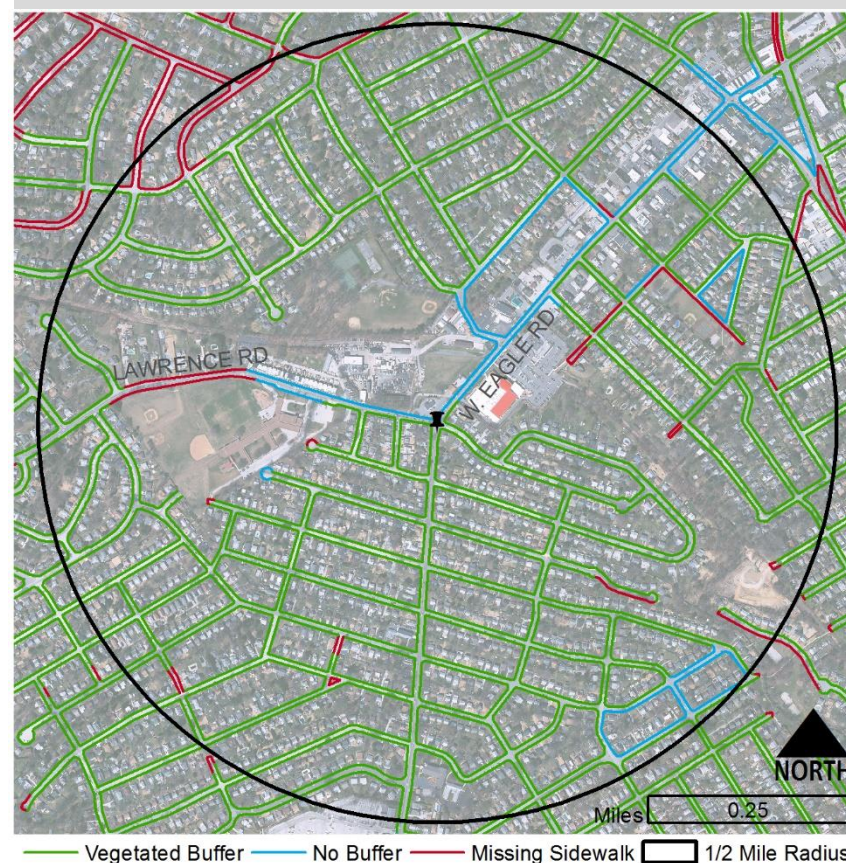 LAWRENCE RD
W. EAGLE RD
NORTH
Miles 0.25
Vegetated Buffer No Buffer Missing Sidewalk 1/2 Mile Radius